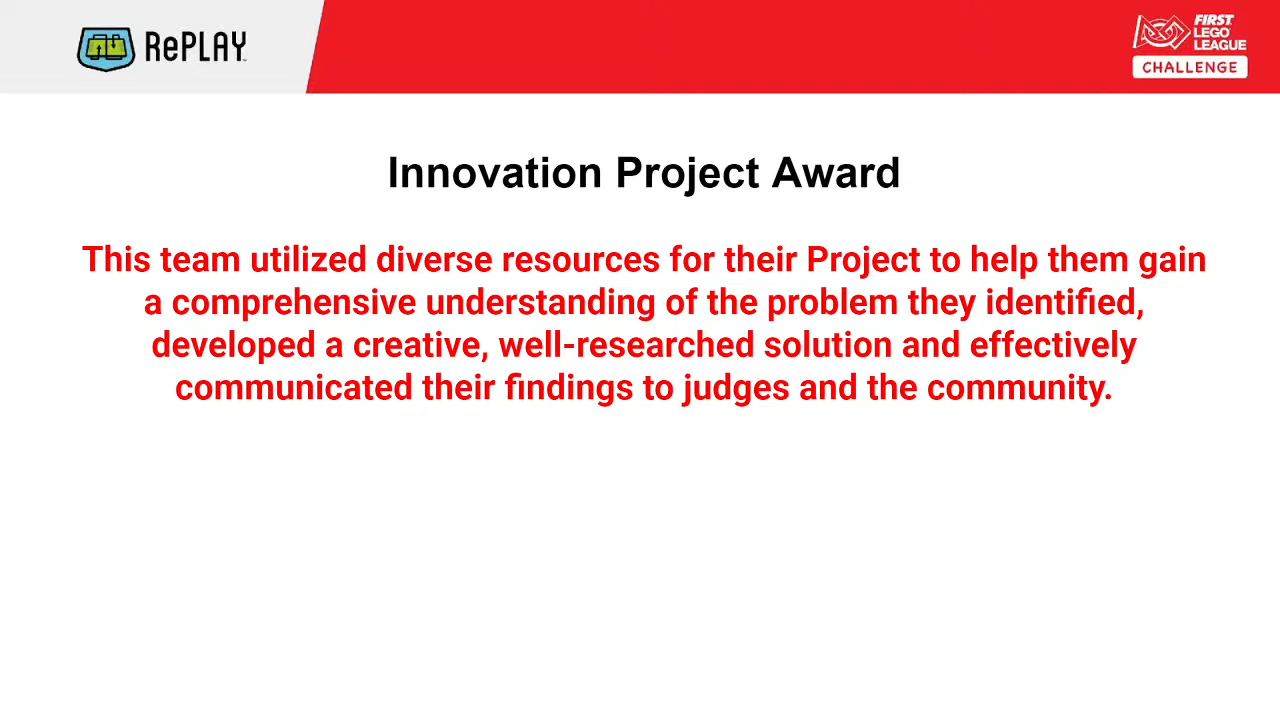 RePLAY
FIRST
LEGO
LEAGUE
CHALLENGE
Innovation Project Award
This team utilized diverse resources for their Project to help them gain
a comprehensive understanding of the problem they identified,
developed a creative, well-researched solution and effectively
communicated their findings to judges and the community.